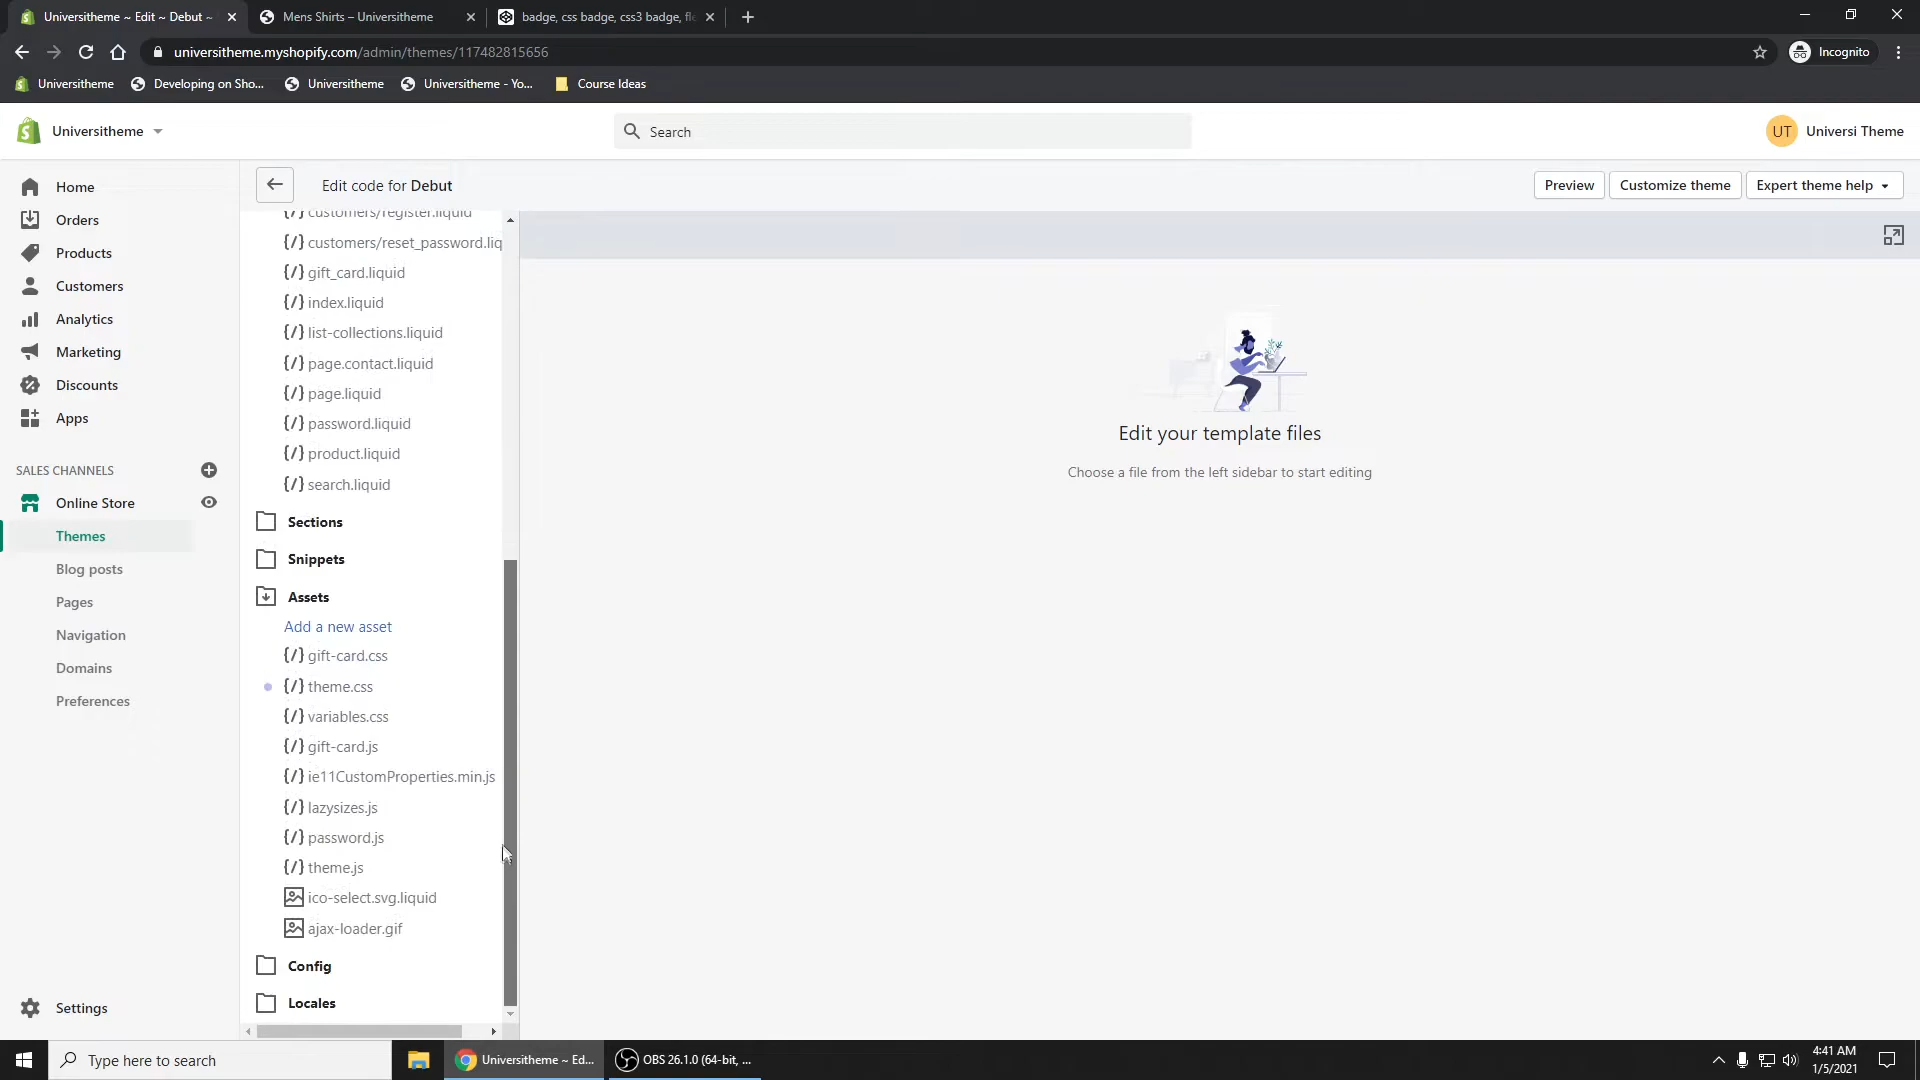 Universitheme ~ Edit ~ Debut ~
Mens Shirts – Universitheme
badge, css badge, css3 badge, fl
universitheme.myshopify.com/admin/themes/117482815656
Incognito
Universitheme
Developing on Sho...
Universitheme
Universitheme - Yo...
Course Ideas
Universitheme
Search
UT
Universi Theme
Home
Orders
Products
Customers
Analytics
Marketing
Discounts
Apps
SALES CHANNELS
Online Store
Themes
Blog posts
Pages
Navigation
Domains
Preferences
Settings
Edit code for Debut
Preview
Customize theme
Expert theme help
{/} customers/register.liquid
{/} customers/reset_password.liq
{/} gift_card.liquid
{/} index.liquid
{/} list-collections.liquid
{/} page.contact.liquid
{/} page.liquid
{/} password.liquid
{/} product.liquid
{/} search.liquid
Sections
Snippets
Assets
Add a new asset
{/} gift-card.css
{/} theme.css
{/} variables.css
{/} gift-card.js
{/} ie11CustomProperties.min.js
{/} lazysizes.js
{/} password.js
{/} theme.js
ico-select.svg.liquid
ajax-loader.gif
Config
Locales
Edit your template files
Choose a file from the left sidebar to start editing
Type here to search
Universitheme ~ Ed...
OBS 26.1.0 (64-bit, ...
4:41 AM
1/5/2021